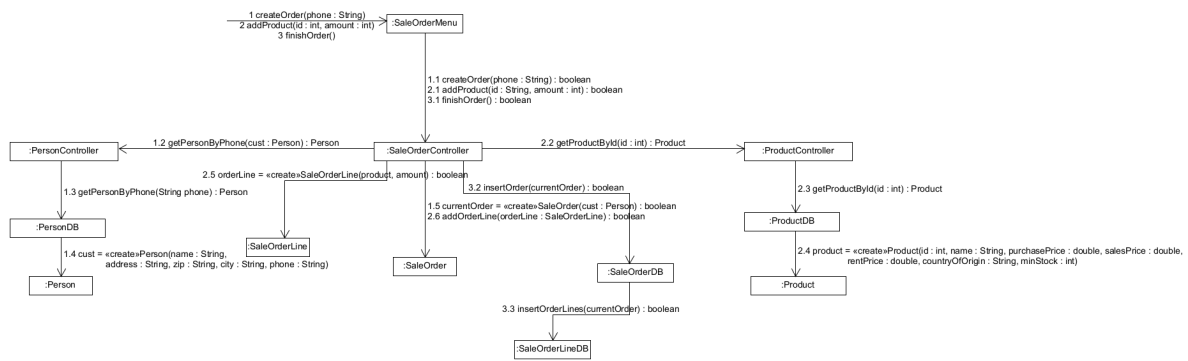 1 createOrder(phone : String)
2 addProduct(id : int, amount : int)
3 finishOrder()
:SaleOrderMenu
1.1 createOrder(phone : String) : boolean
2.1 addProduct(id : String, amount : int) : boolean
3.1 finishOrder() : boolean
:PersonController
1.2 getPersonByPhone(cust : Person) : Person
:SaleOrderController
2.2 getProductById(id : int) : Product
:ProductController
2.5 orderLine = «create»SaleOrderLine(product, amount) : boolean
1.3 getPersonByPhone(String phone) : Person
3.2 insertOrder(currentOrder) : boolean
2.3 getProductById(id : int) : Product
1.5 currentOrder = «create»SaleOrder(cust : Person) : boolean
2.6 addOrderLine(orderLine : SaleOrderLine) : boolean
:PersonDB
:ProductDB
:SaleOrderLine
1.4 cust = «create»Person(name : String,
address : String, zip : String, city : String, phone : String)
2.4 product = «create»Product(id : int, name : String, purchasePrice : double, salesPrice : double,
rentPrice : double, countryOfOrigin : String, minStock : int)
:SaleOrder
:SaleOrderDB
:Person
:Product
3.3 insertOrderLines(currentOrder) : boolean
:SaleOrderLineDB